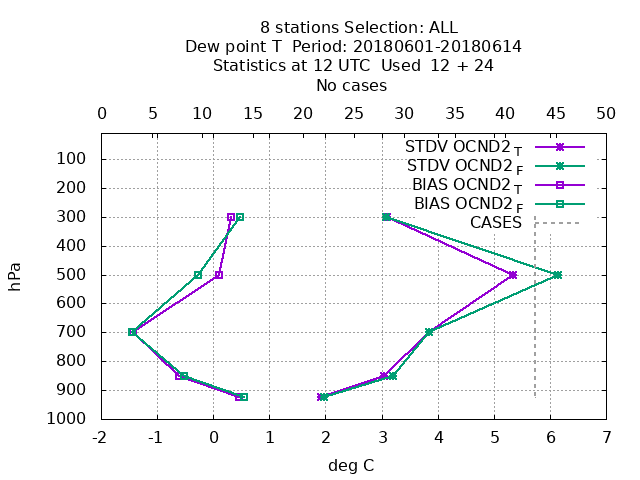 8 stations Selection: ALL
Dew point T  Period: 20180601-20180614
Statistics at 12 UTC  Used  12 + 24
No cases
0 5 10 15 20 25 30 35 40 45 50
STDV OCND2 T
STDV OCND2 F
BIAS OCND2 T
BIAS OCND2 F
CASES
100
200
300
400
500
600
700
800
900
1000
hPa
-2 -1 0 1 2 3 4 5 6 7
deg C